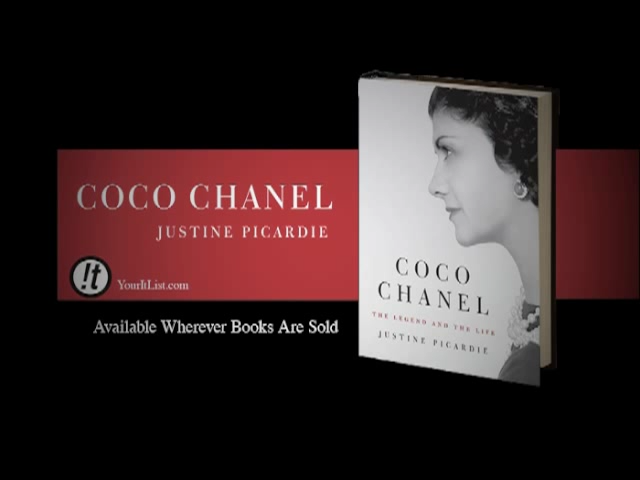 COCO CHANEL
JUSTINE PICARDIE
!t
YourItList.com
Available Wherever Books Are Sold
COCO
CHANEL
THE LEGEND AND THE LIFE
JUSTINE PICARDIE